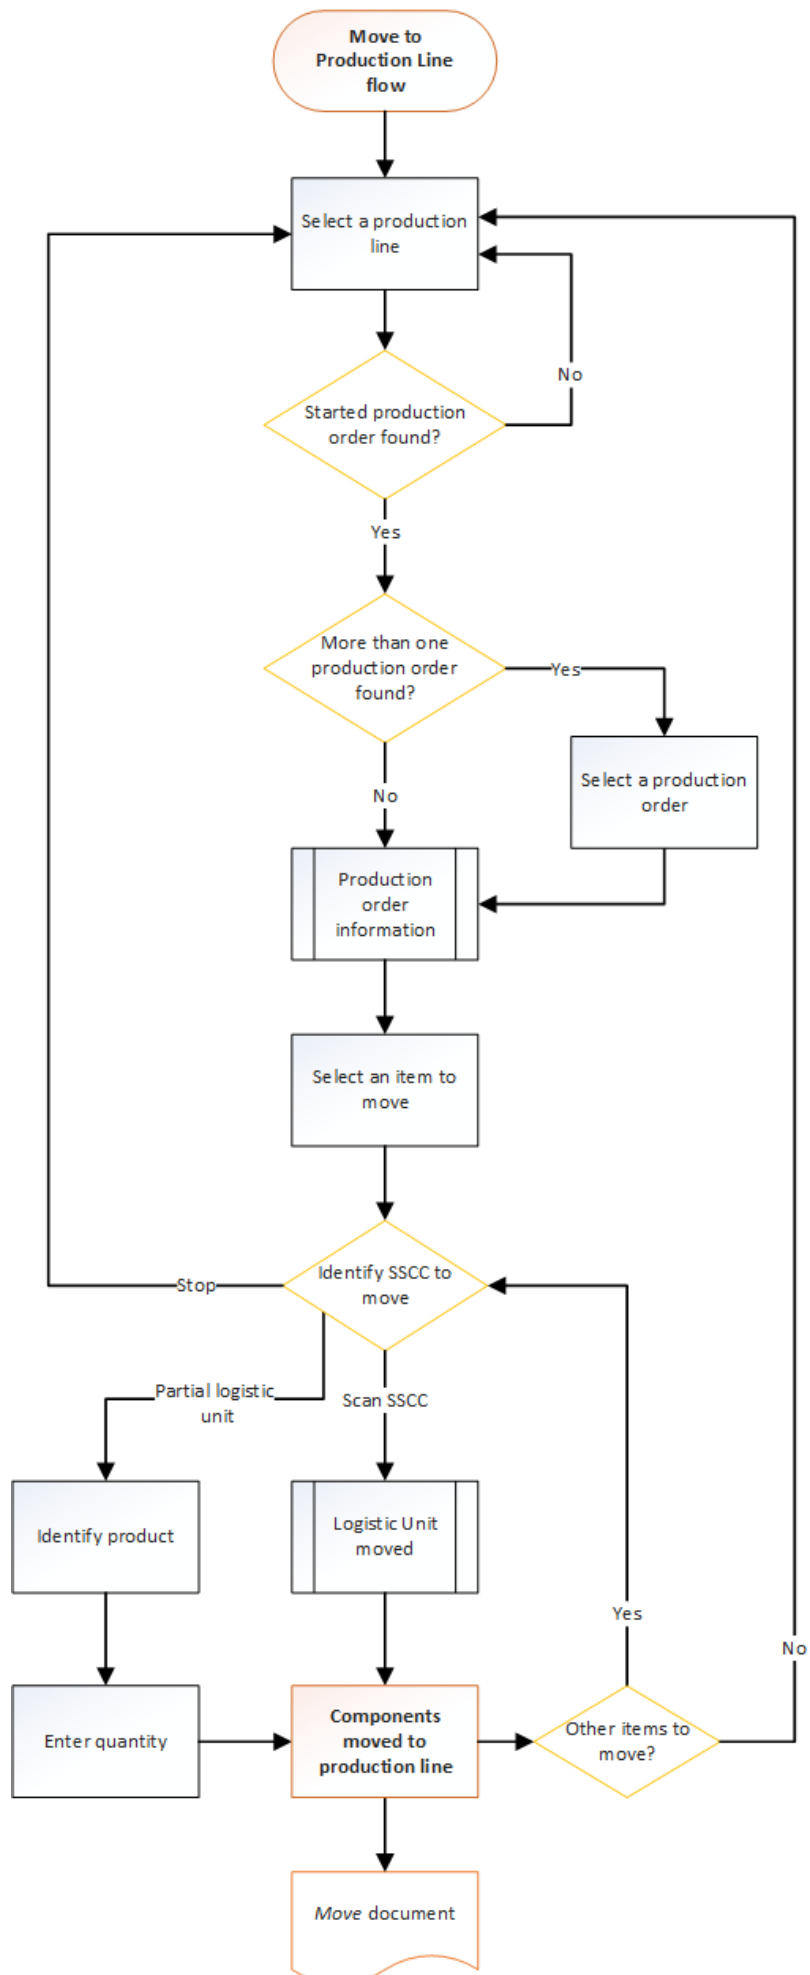 Move to
Production Line
flow
Select a production
line
No
Started production
order found?
Yes
More than one
production order
found?
Yes
Select a production
order
No
Production
order
information
Select an item to
move
Identify SSCC to
move
Stop
Partial logistic
unit
Scan SSCC
Identify product
Logistic Unit
moved
Yes
No
Enter quantity
Components
moved to
production line
Other items to
move?
Move document